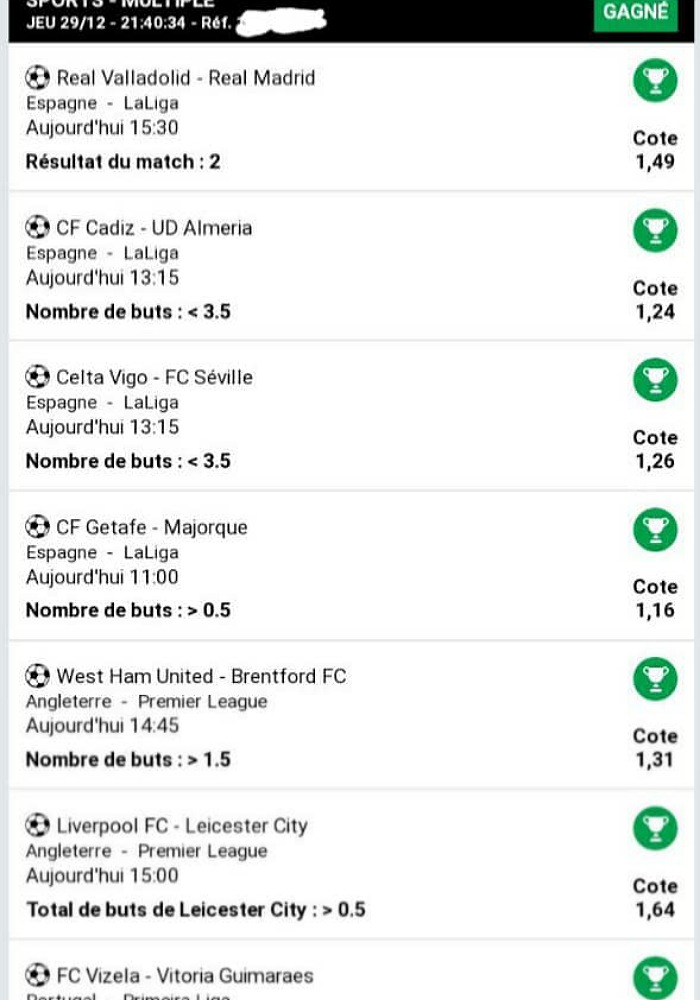 SPORTS - MULTIPLE
JEU 29/12 - 21:40:34 - Réf.
GAGNÉ
Real Valladolid - Real Madrid
Espagne - LaLiga
Aujourd'hui 15:30
Cote
Résultat du match : 2
1,49
CF Cadiz - UD Almeria
Espagne - LaLiga
Aujourd'hui 13:15
Cote
Nombre de buts : < 3.5
1,24
Celta Vigo - FC Séville
Espagne - LaLiga
Aujourd'hui 13:15
Cote
Nombre de buts : < 3.5
1,26
CF Getafe - Majorque
Espagne - LaLiga
Aujourd'hui 11:00
Cote
Nombre de buts : > 0.5
1,16
West Ham United - Brentford FC
Angleterre - Premier League
Aujourd'hui 14:45
Cote
Nombre de buts : > 1.5
1,31
Liverpool FC - Leicester City
Angleterre - Premier League
Aujourd'hui 15:00
Cote
Total de buts de Leicester City : > 0.5
1,64
FC Vizela - Vitoria Guimaraes
Portugal - Primeira Liga